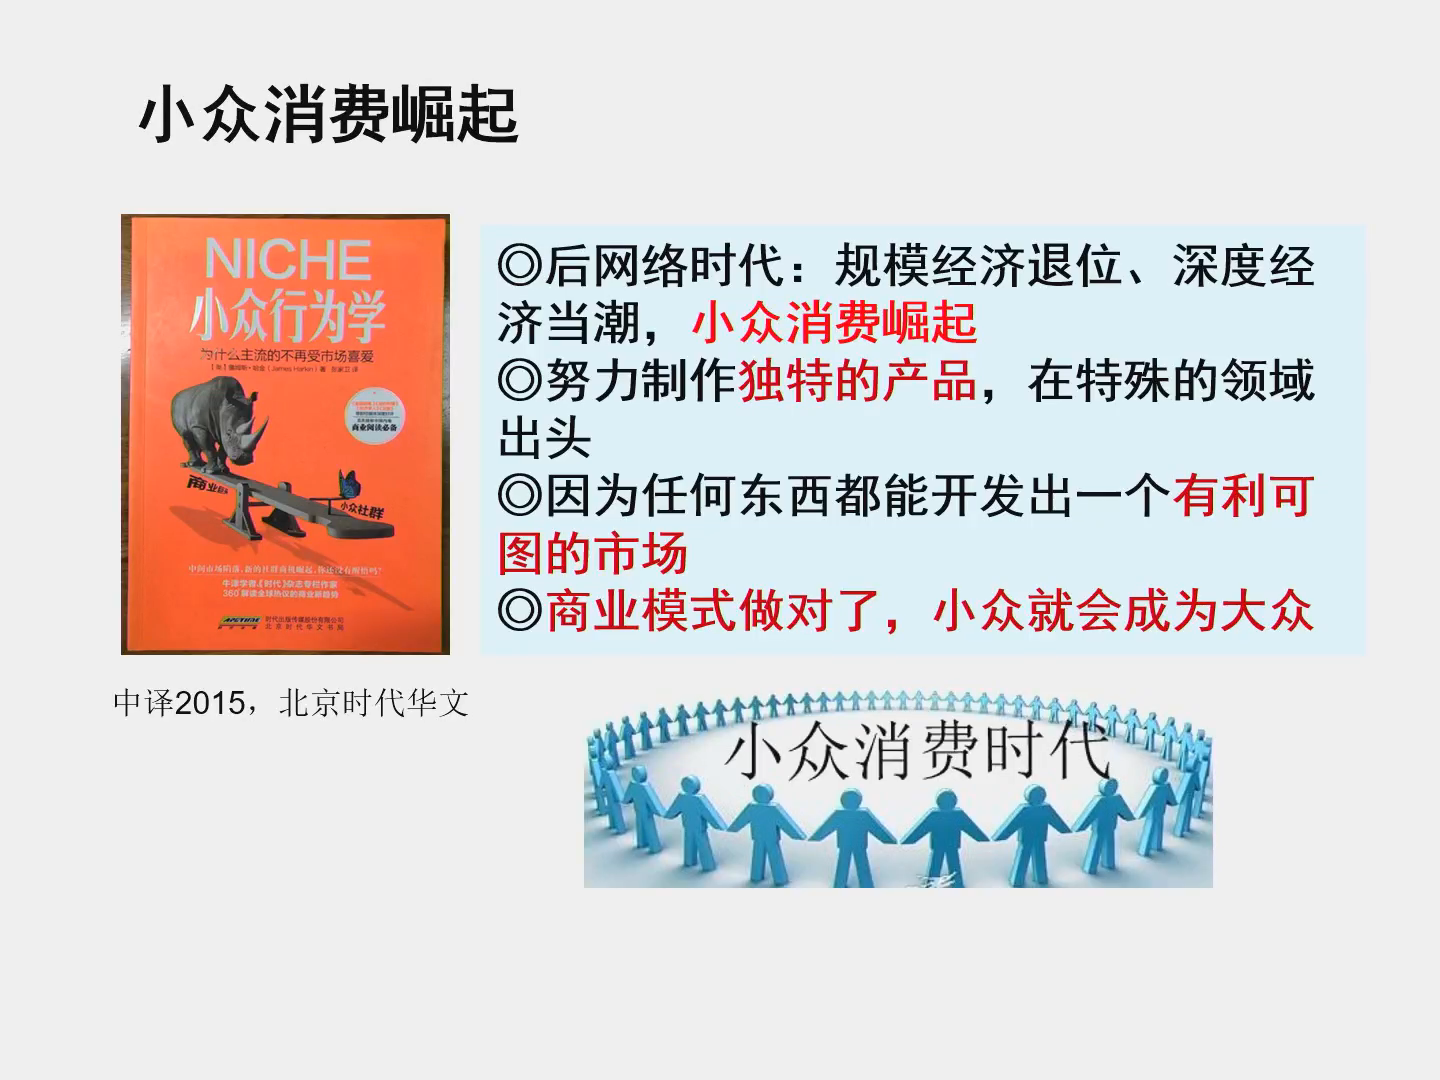 小众消费崛起
NICHE
小众行为学
为什么主流的不再受市场喜爱
【英】詹姆斯·哈金（James Harkin）著 张家卫 译
商业阅读必备
商业巨头
小众社群
中间市场陷落，新的社群商机崛起，你还没有醒悟吗？
牛津学者、《时代》杂志专栏作家
360°解读全球热议的商业新趋势
时代出版传媒股份有限公司
北京时代华文书局
中译2015，北京时代华文
◎后网络时代：规模经济退位、深度经
济当潮，小众消费崛起
◎努力制作独特的产品，在特殊的领域
出头
◎因为任何东西都能开发出一个有利可
图的市场
◎商业模式做对了，小众就会成为大众
小众消费时代